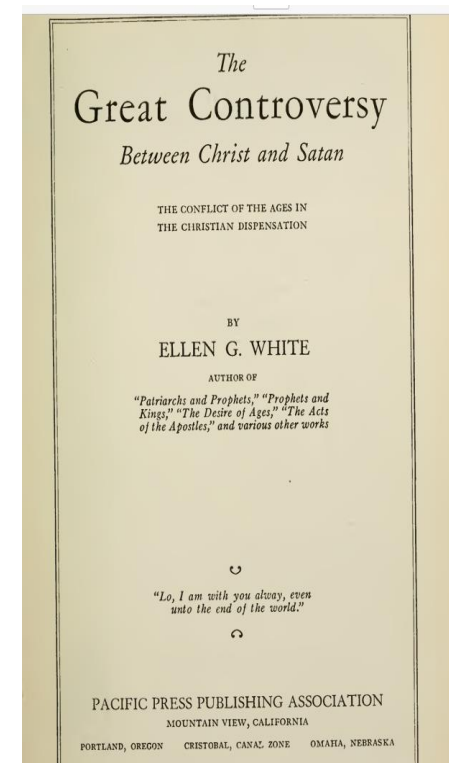 The
Great Controversy
Between Christ and Satan
THE CONFLICT OF THE AGES IN
THE CHRISTIAN DISPENSATION
BY
ELLEN G. WHITE
AUTHOR OF
"Patriarchs and Prophets," "Prophets and
Kings," "The Desire of Ages," "The Acts
of the Apostles," and various other works
"Lo, I am with you alway, even
unto the end of the world."
PACIFIC PRESS PUBLISHING ASSOCIATION
MOUNTAIN VIEW, CALIFORNIA
PORTLAND, OREGON CRISTOBAL, CANAL ZONE OMAHA, NEBRASKA